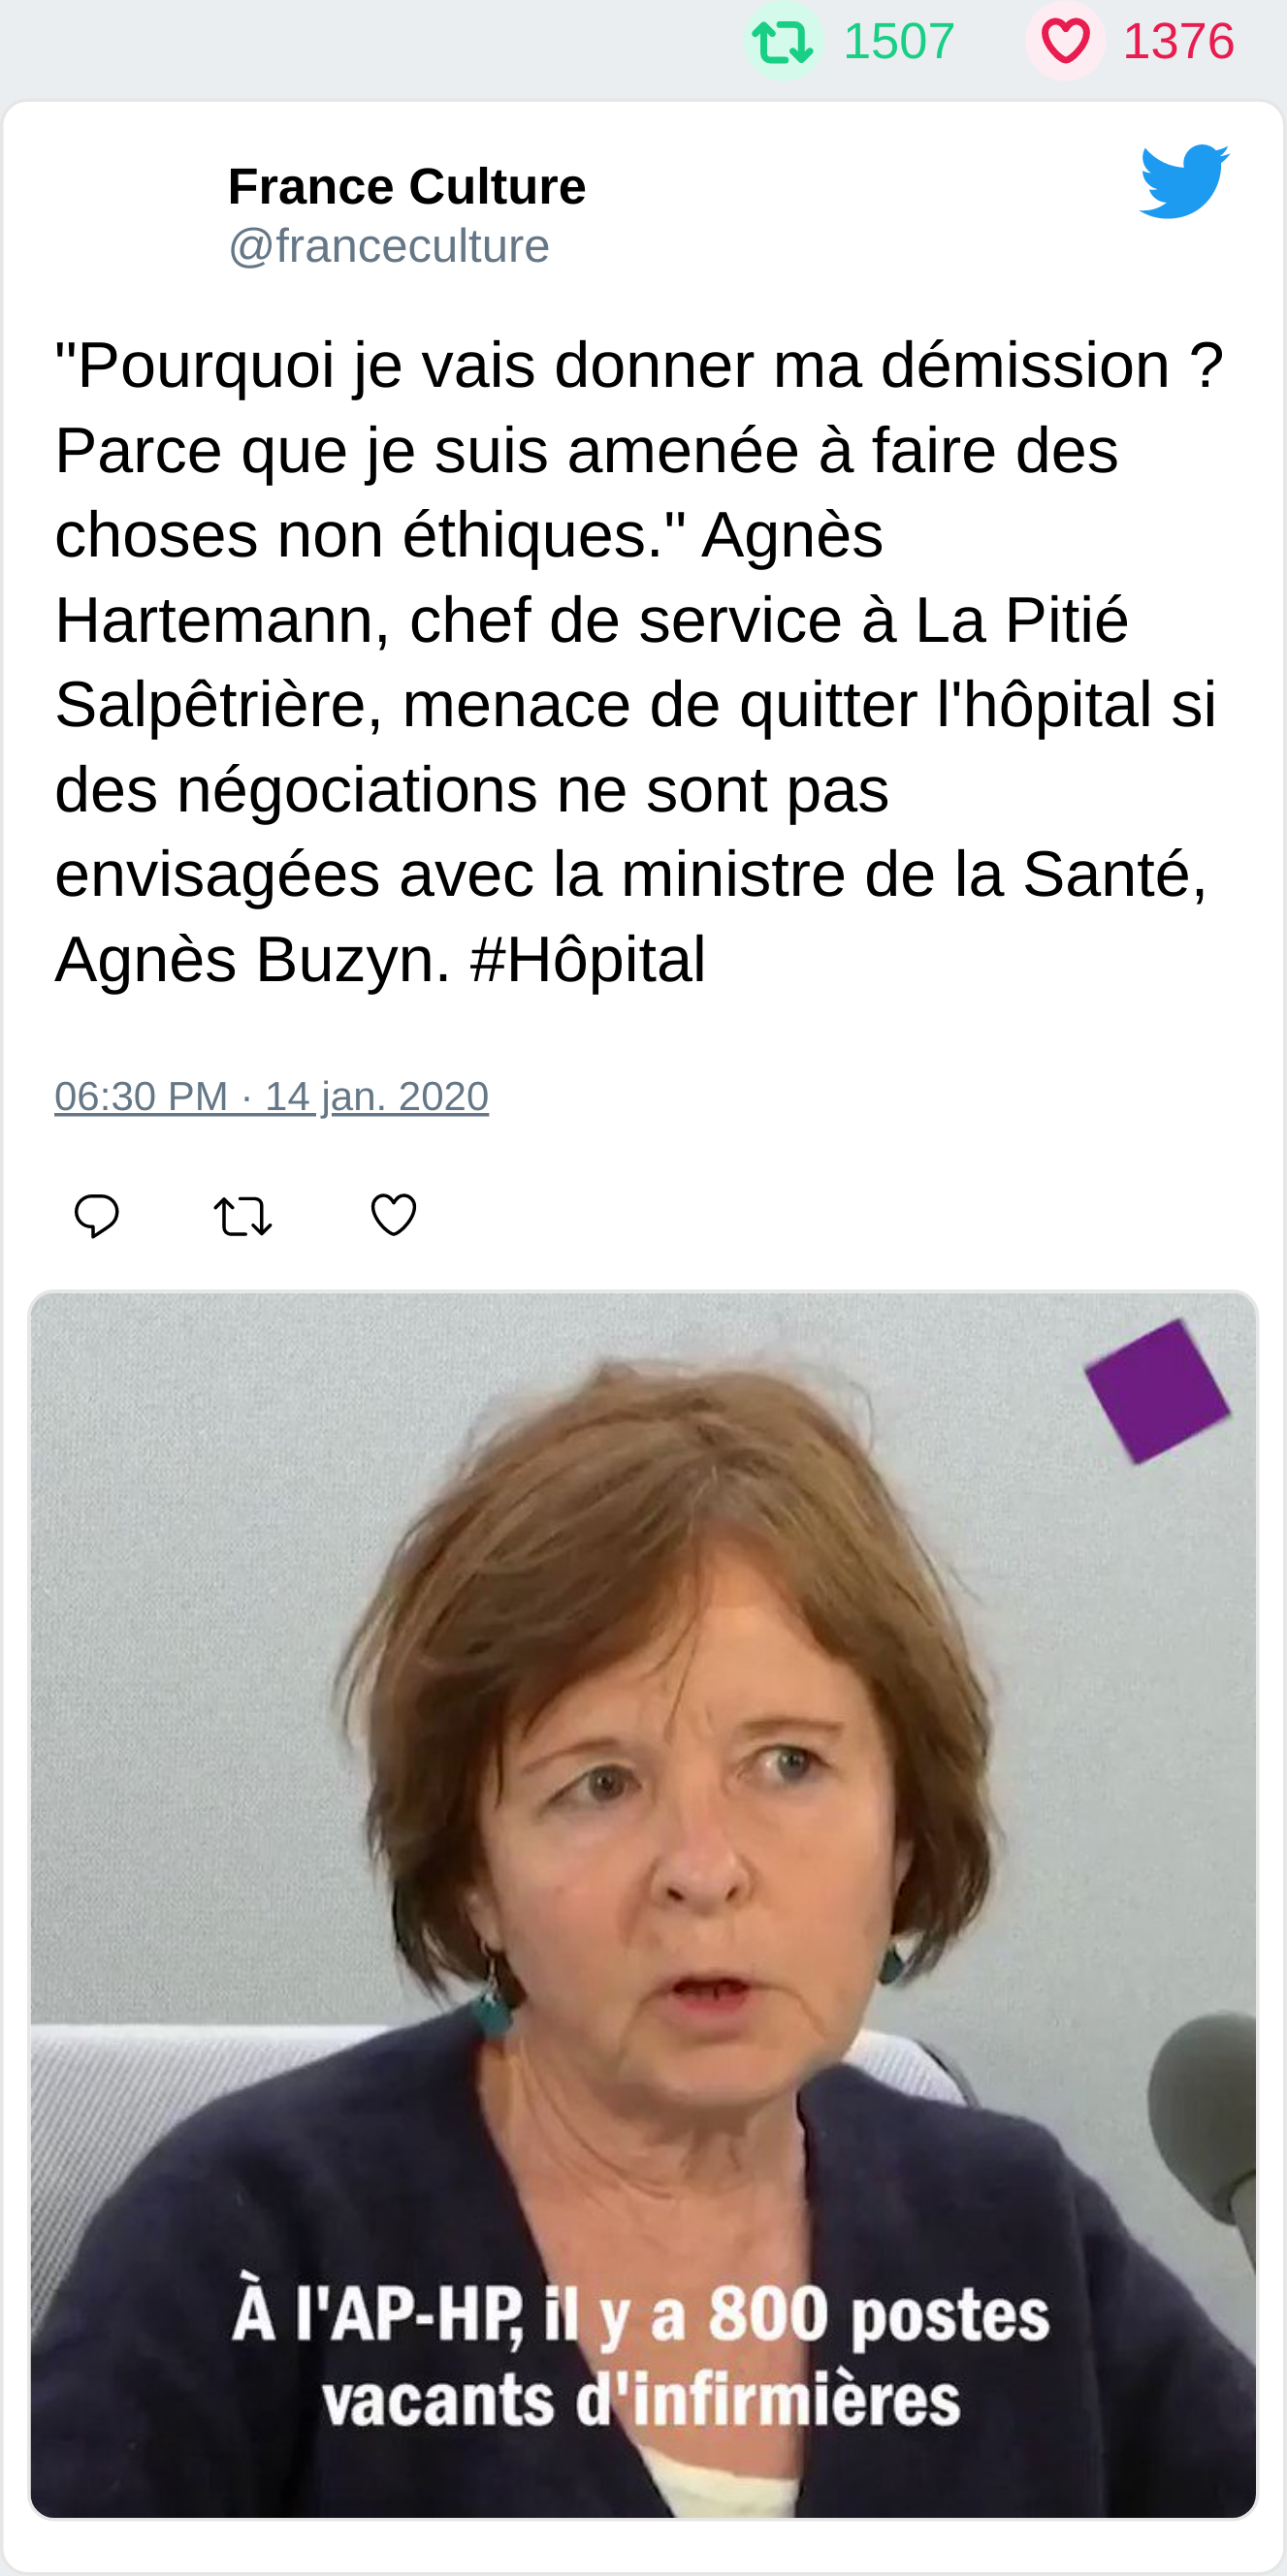 1507 1376
France Culture
@franceculture
"Pourquoi je vais donner ma démission ?
Parce que je suis amenée à faire des
choses non éthiques." Agnès
Hartemann, chef de service à La Pitié
Salpêtrière, menace de quitter l'hôpital si
des négociations ne sont pas
envisagées avec la ministre de la Santé,
Agnès Buzyn. #Hôpital
06:30 PM · 14 jan. 2020
À l'AP-HP, il y a 800 postes
vacants d'infirmières